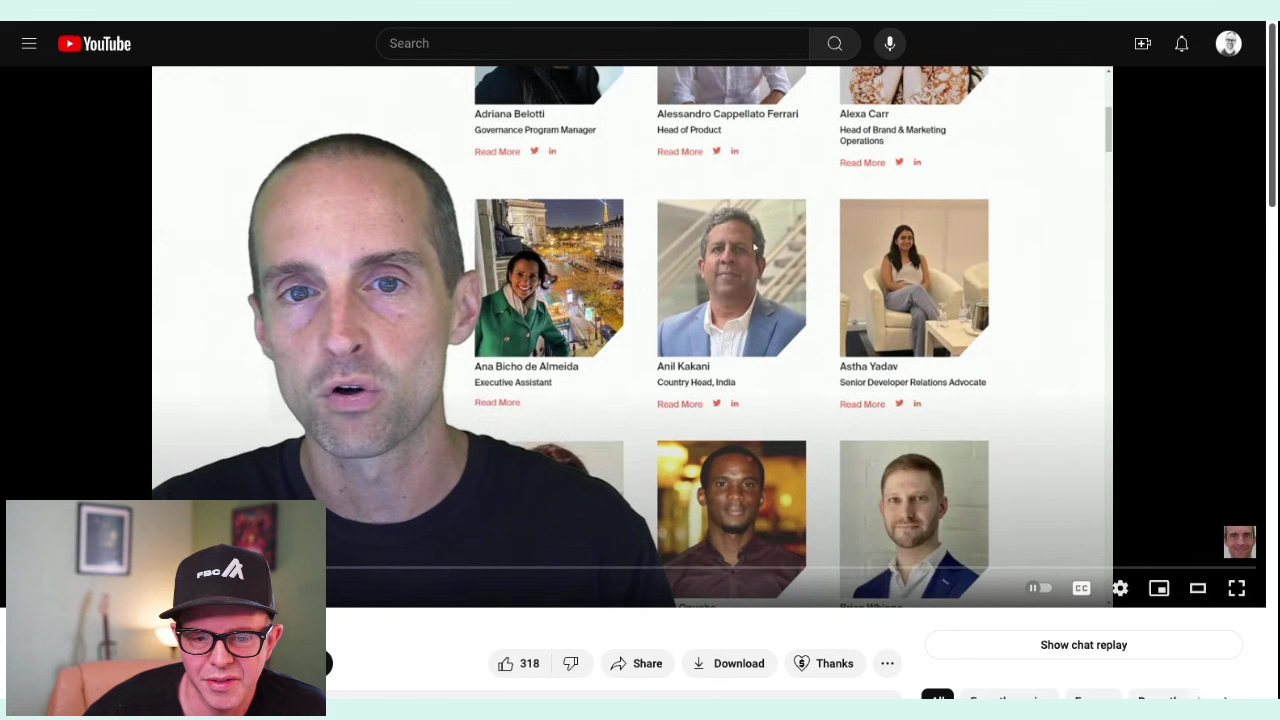 YouTube
Search
Adriana Belotti
Governance Program Manager
Read More
Alessandro Cappellato Ferrari
Head of Product
Read More
Alexa Carr
Head of Brand & Marketing
Operations
Read More
Ana Bicho de Almeida
Executive Assistant
Read More
Anil Kakani
Country Head, India
Read More
Astha Yadav
Senior Developer Relations Advocate
Read More
CC
FBC
318
Share
Download
Thanks
Show chat replay
All